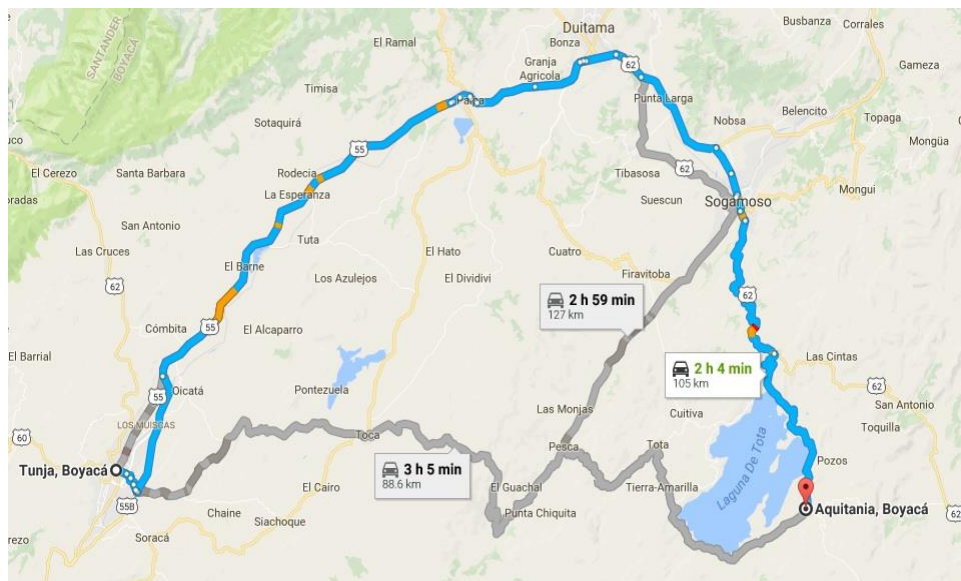 Duitama
Busbanza
Corrales
El Ramal
Bonza
SANTANDER
BOYACÁ
Granja
Agricola
62
Gameza
Timisa
Paipa
Punta Larga
Belencito
Topaga
Sotaquirá
Nobsa
Mongüa
55
El Cerezo
Santa Barbara
Rodecia
Tibasosa
62
La Esperanza
Suescun
Sogamoso
Mongui
San Antonio
Tuta
El Hato
Cuatro
Las Cruces
El Barne
Los Azulejos
El Dividivi
Firavitoba
62
2 h 59 min
127 km
62
Cómbita
55
El Alcaparro
El Barrial
2 h 4 min
105 km
Las Cintas
62
Oicatá
55
Pontezuela
Las Monjas
Cuitiva
San Antonio
LOS MUISCAS
Toquilla
60
Toca
Pesca
Tota
Tunja, Boyacá
3 h 5 min
88.6 km
Laguna De Tota
Pozos
El Cairo
El Guachal
Tierra-Amarilla
55B
Chaine
Punta Chiquita
Aquitania, Boyacá
62
Siachoque
Soracá